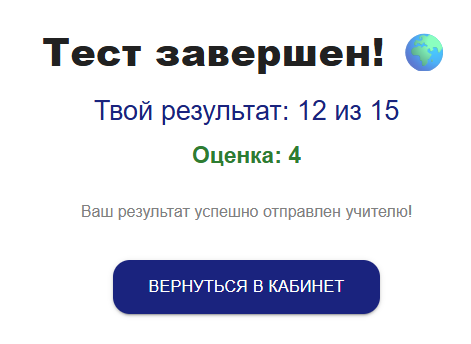 Тест завершен! 🌍
Твой результат: 12 из 15
Оценка: 4
Ваш результат успешно отправлен учителю!
ВЕРНУТЬСЯ В КАБИНЕТ